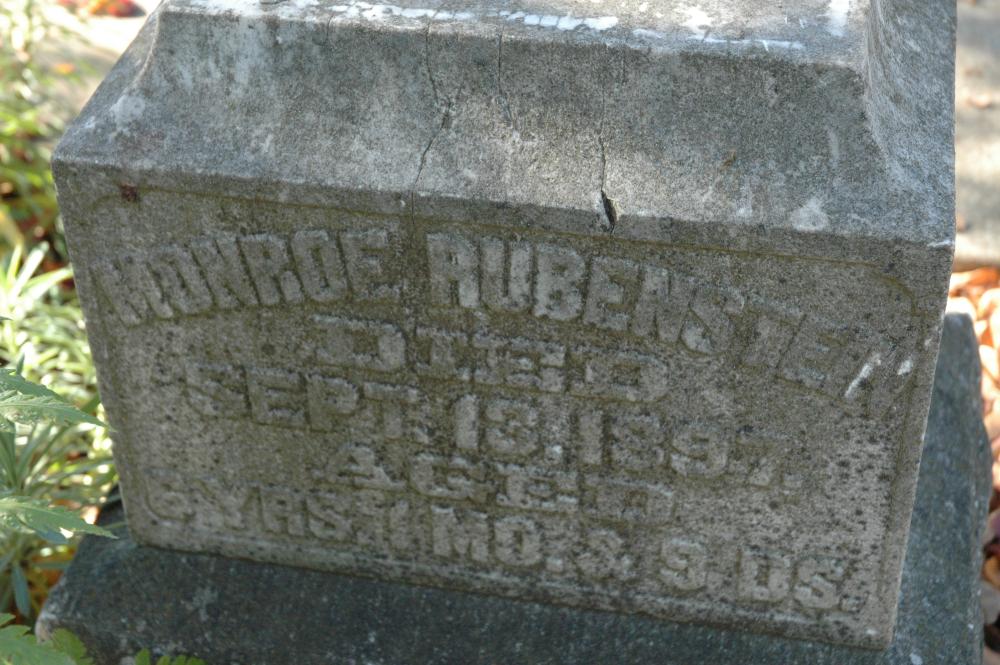 MONROE RUBENSTEIN
DIED
SEPT. 13. 1897.
AGED
6 YRS. 1 MO. & 9 DS.